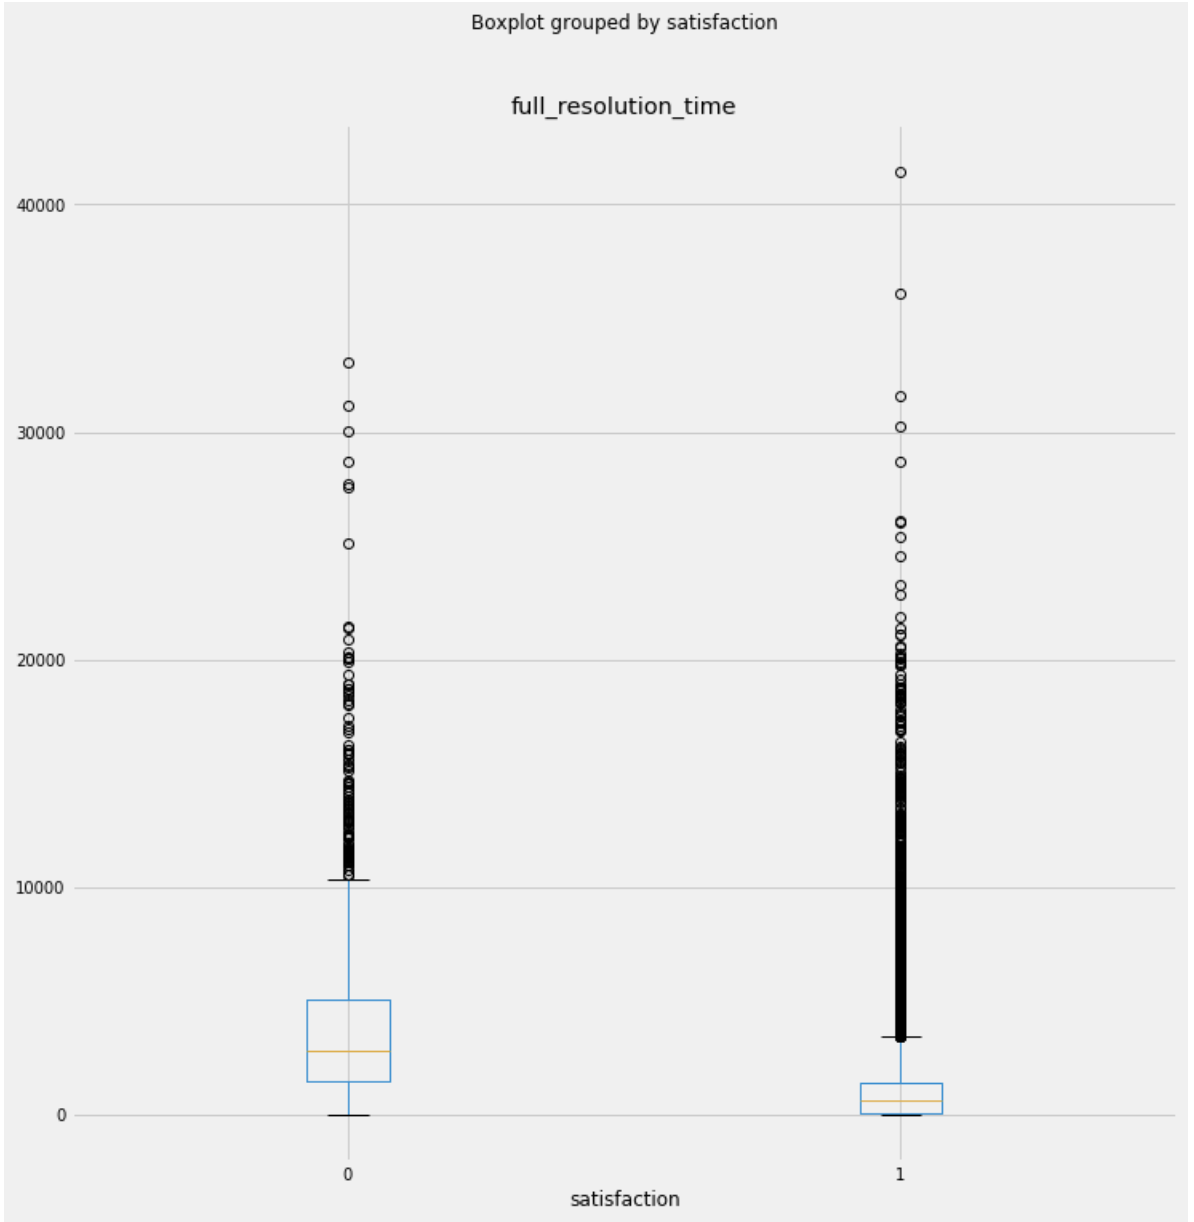 Boxplot grouped by satisfaction
full_resolution_time
40000
30000
20000
10000
0
0 1
satisfaction